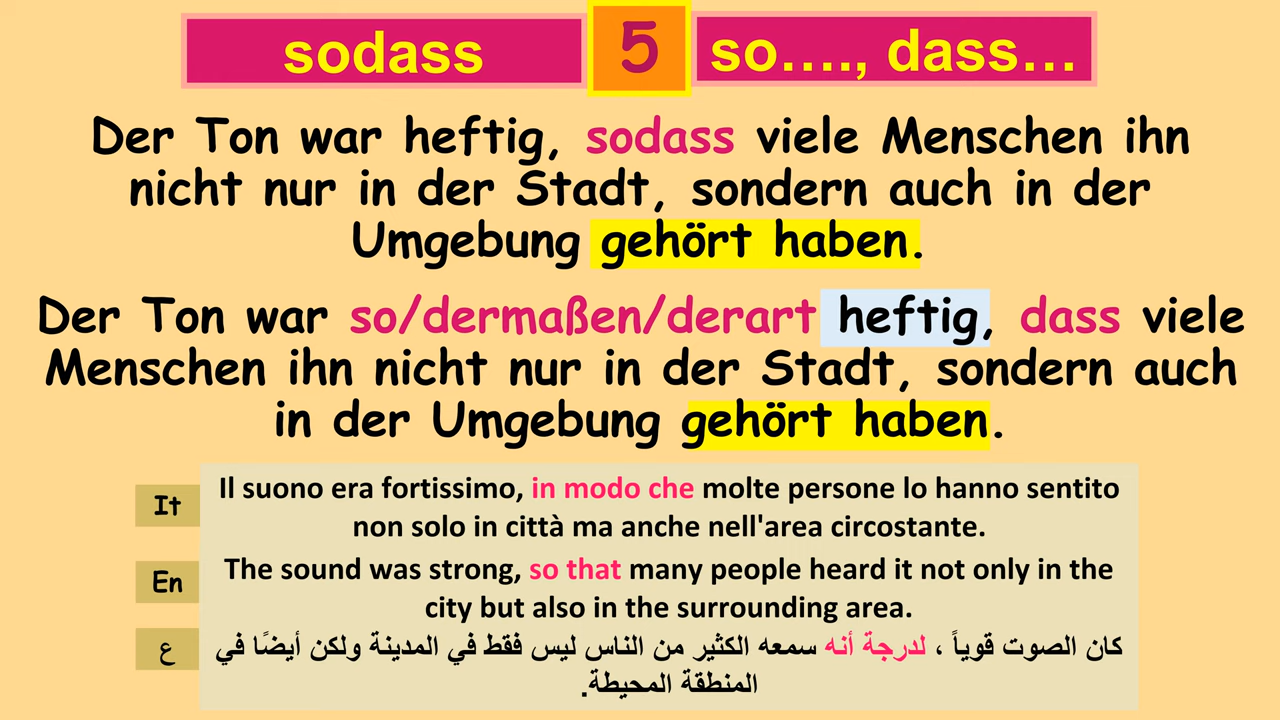 sodass
5
so…., dass…
Der Ton war heftig, sodass viele Menschen ihn
nicht nur in der Stadt, sondern auch in der
Umgebung gehört haben.
Der Ton war so/dermaßen/derart heftig, dass viele
Menschen ihn nicht nur in der Stadt, sondern auch
in der Umgebung gehört haben.
It
Il suono era fortissimo, in modo che molte persone lo hanno sentito
non solo in città ma anche nell'area circostante.
En
The sound was strong, so that many people heard it not only in the
city but also in the surrounding area.
ع
كان الصوت قوياً ، لدرجة أنه سمعه الكثير من الناس ليس فقط في المدينة ولكن أيضًا في
المنطقة المحيطة.